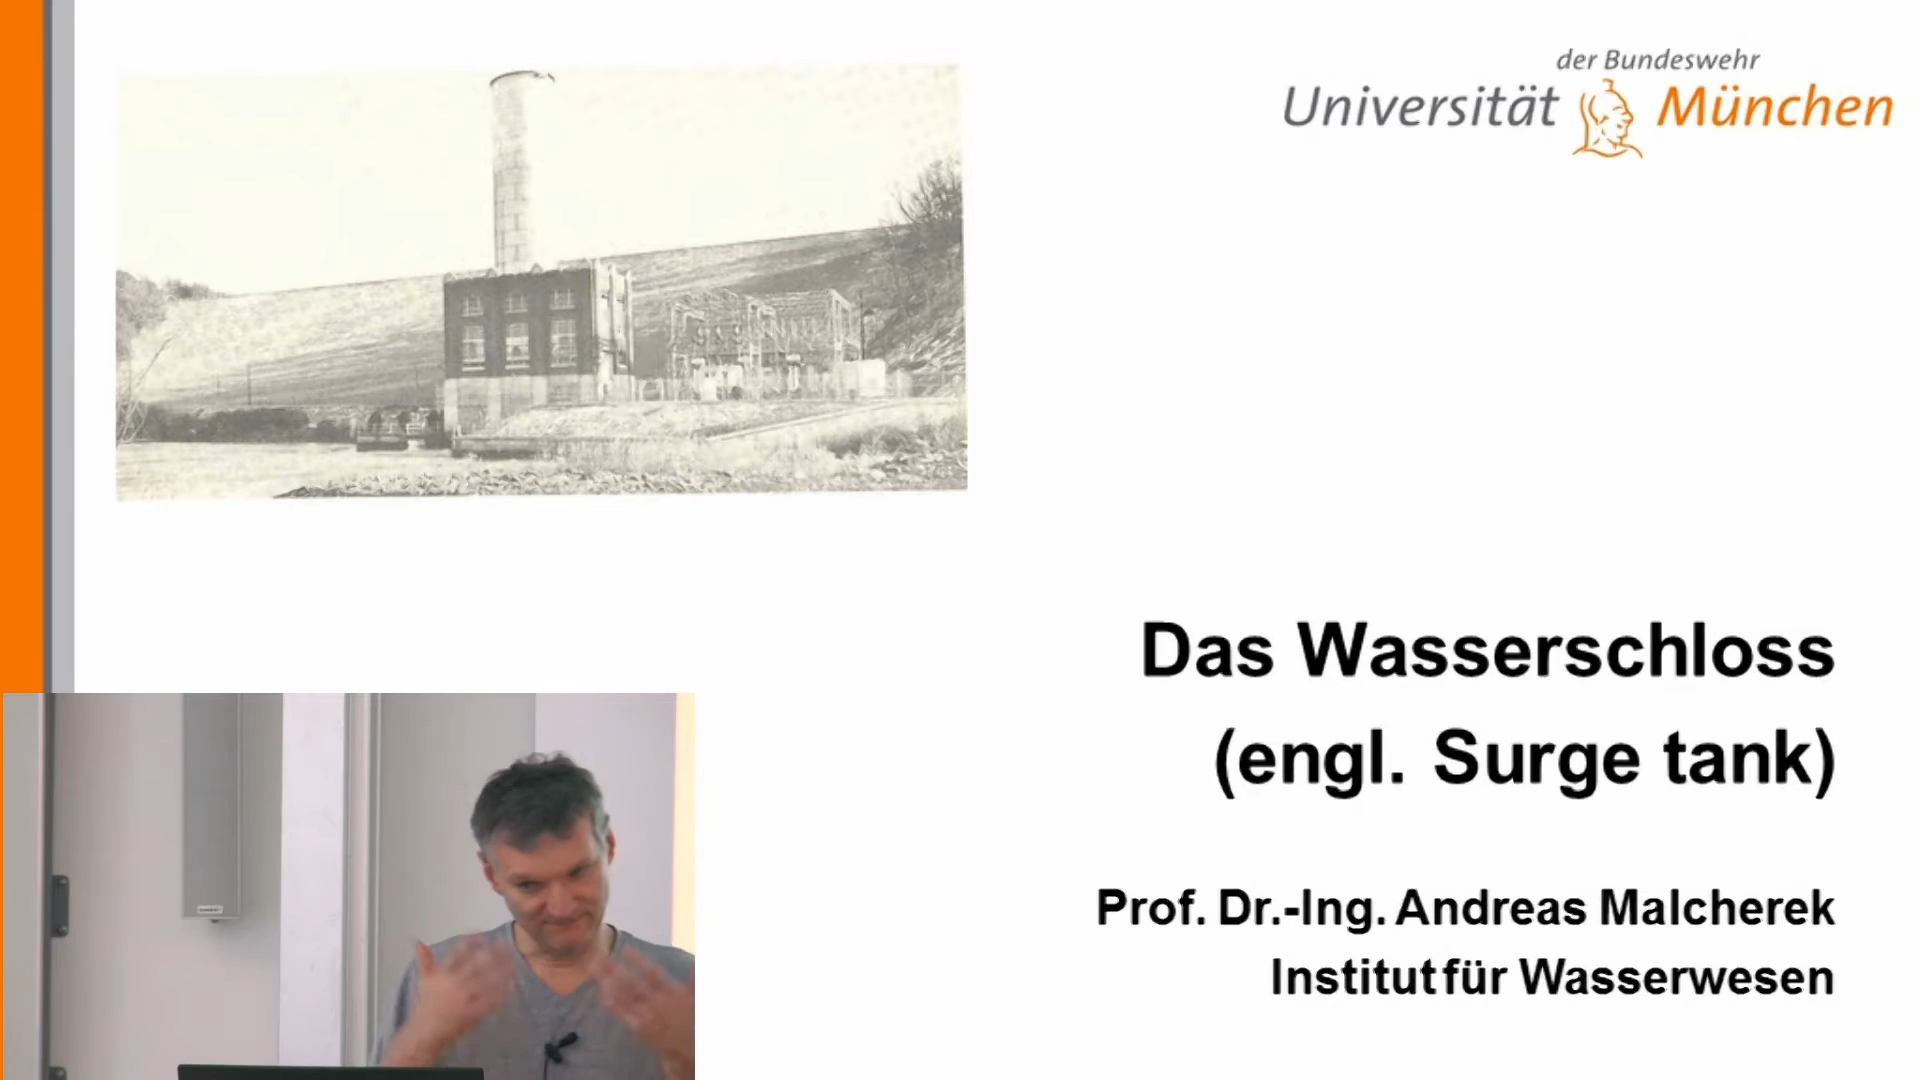 der Bundeswehr
Universität München
Das Wasserschloss
(engl. Surge tank)
Prof. Dr.-Ing. Andreas Malcherek
Institut für Wasserwesen